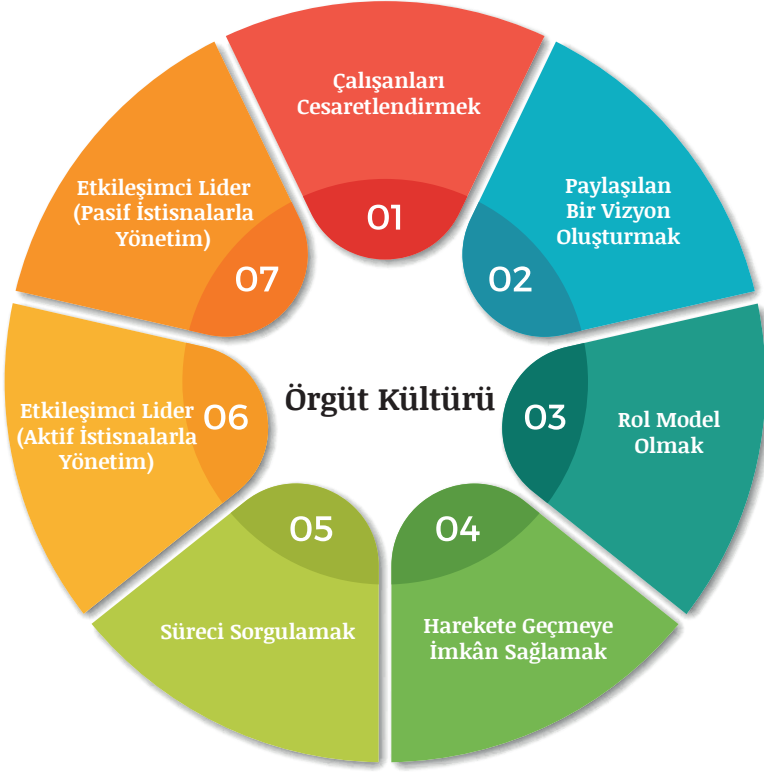 Çalışanları
Cesaretlendirmek
01
Paylaşılan
Bir Vizyon
Oluşturmak
02
Rol Model
Olmak
03
Harekete Geçmeye
İmkân Sağlamak
04
Süreci Sorgulamak
05
Etkileşimci Lider
(Aktif İstisnalarla
Yönetim)
06
Etkileşimci Lider
(Pasif İstisnalarla
Yönetim)
07
Örgüt Kültürü